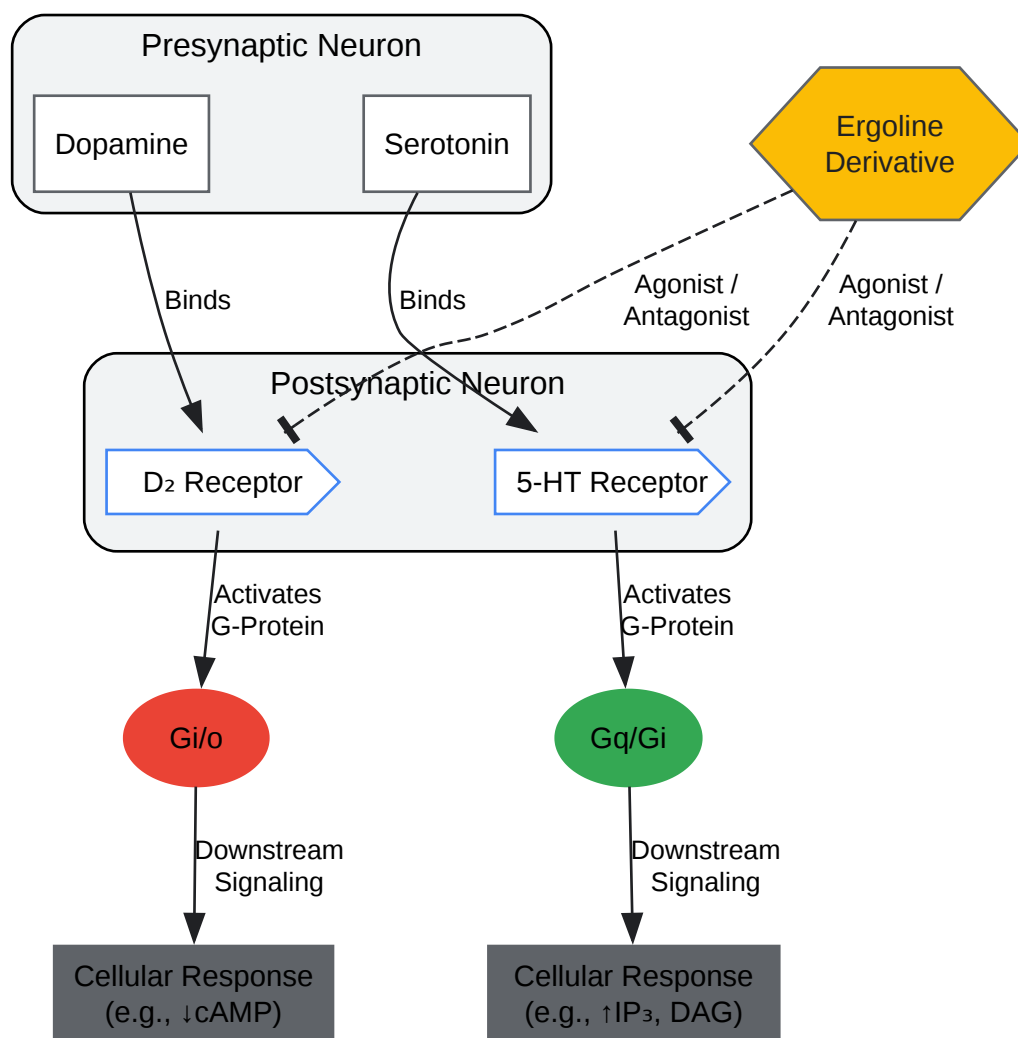 Presynaptic Neuron
Dopamine
Serotonin
Ergoline
Derivative
Binds
Binds
Agonist /
Antagonist
Agonist /
Antagonist
Postsynaptic Neuron
D₂ Receptor
5-HT Receptor
Activates
G-Protein
Activates
G-Protein
Gi/o
Gq/Gi
Downstream
Signaling
Downstream
Signaling
Cellular Response
(e.g., ↓cAMP)
Cellular Response
(e.g., ↑IP₃, DAG)